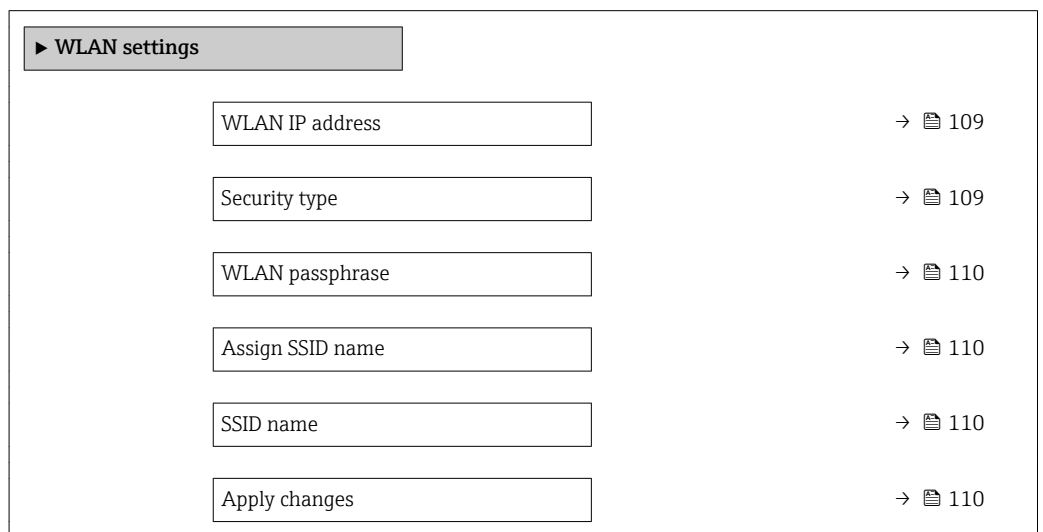 ▶ WLAN settings
WLAN IP address → 109
Security type → 109
WLAN passphrase → 110
Assign SSID name → 110
SSID name → 110
Apply changes → 110